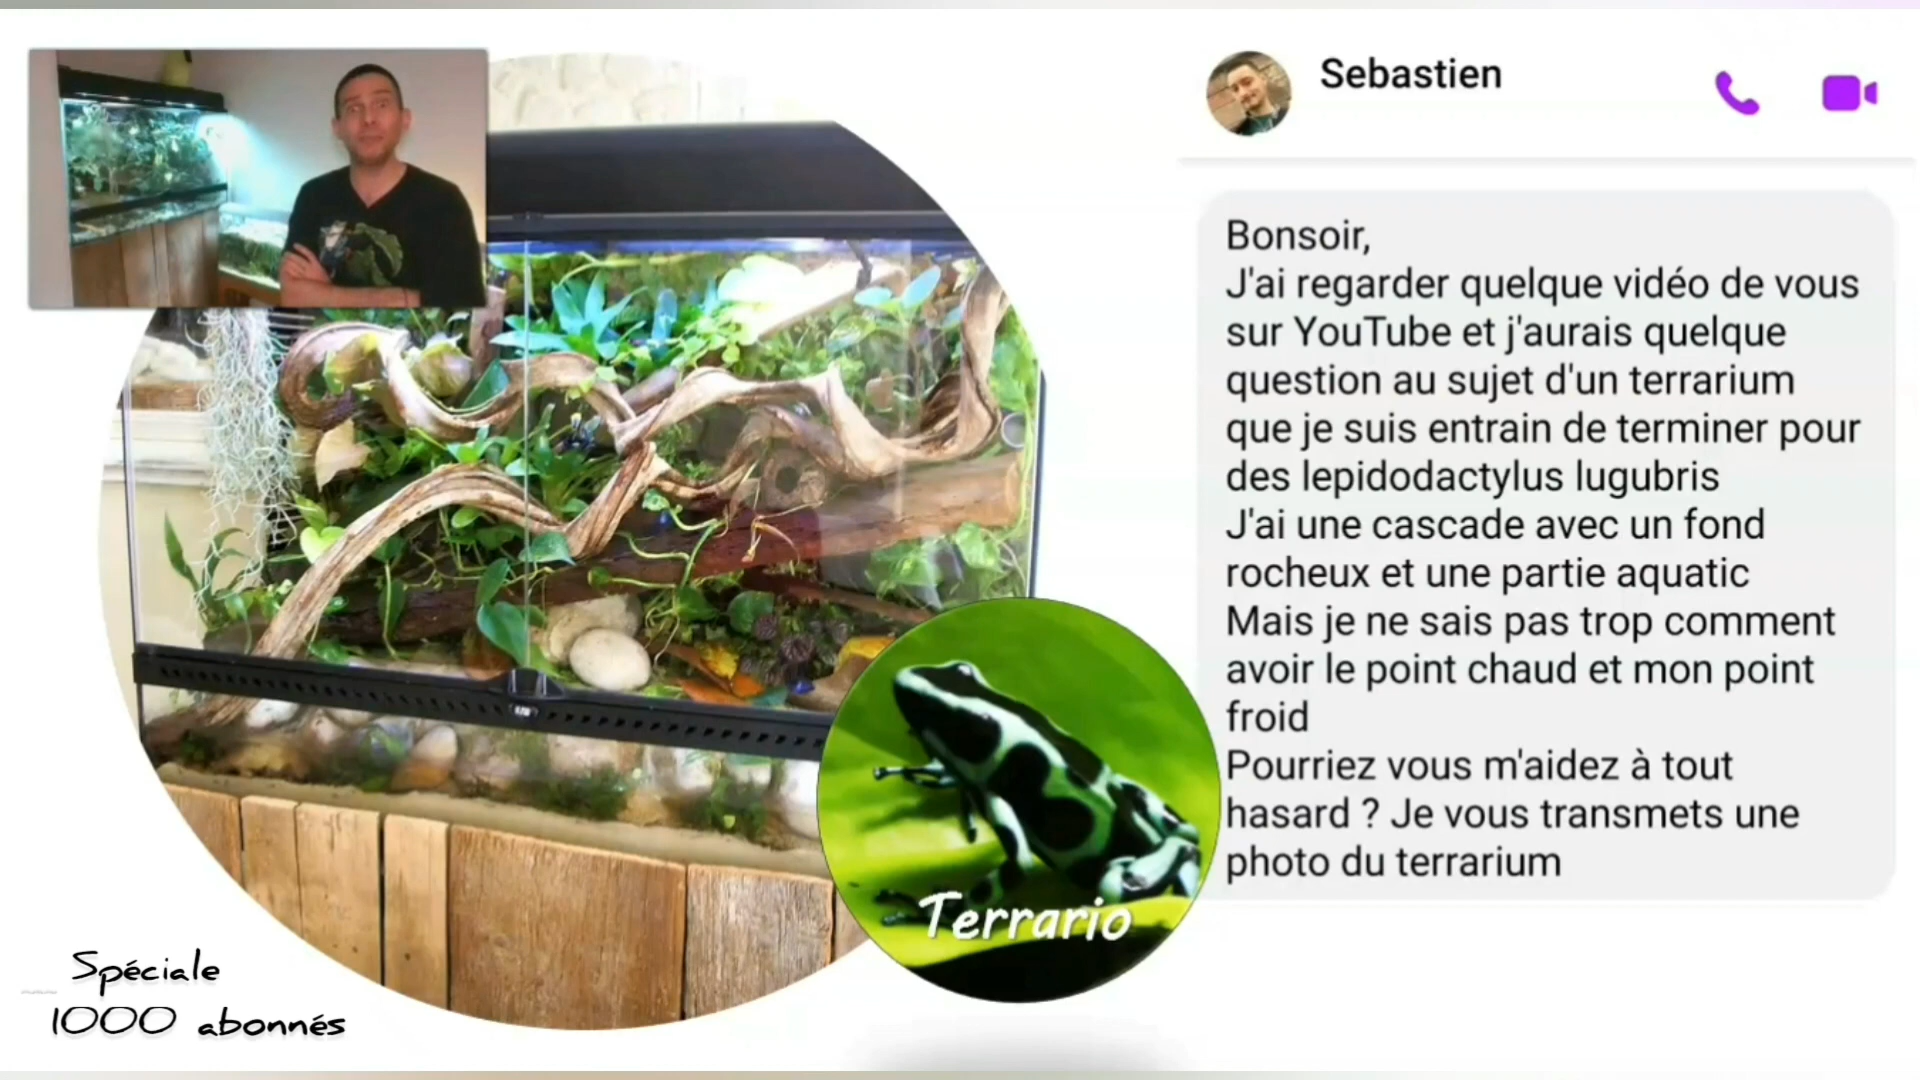 Sebastien
Bonsoir,
J'ai regarder quelque vidéo de vous
sur YouTube et j'aurais quelque
question au sujet d'un terrarium
que je suis entrain de terminer pour
des lepidodactylus lugubris
J'ai une cascade avec un fond
rocheux et une partie aquatic
Mais je ne sais pas trop comment
avoir le point chaud et mon point
froid
Pourriez vous m'aidez à tout
hasard ? Je vous transmets une
photo du terrarium
Terrario
Spéciale
1000 abonnés